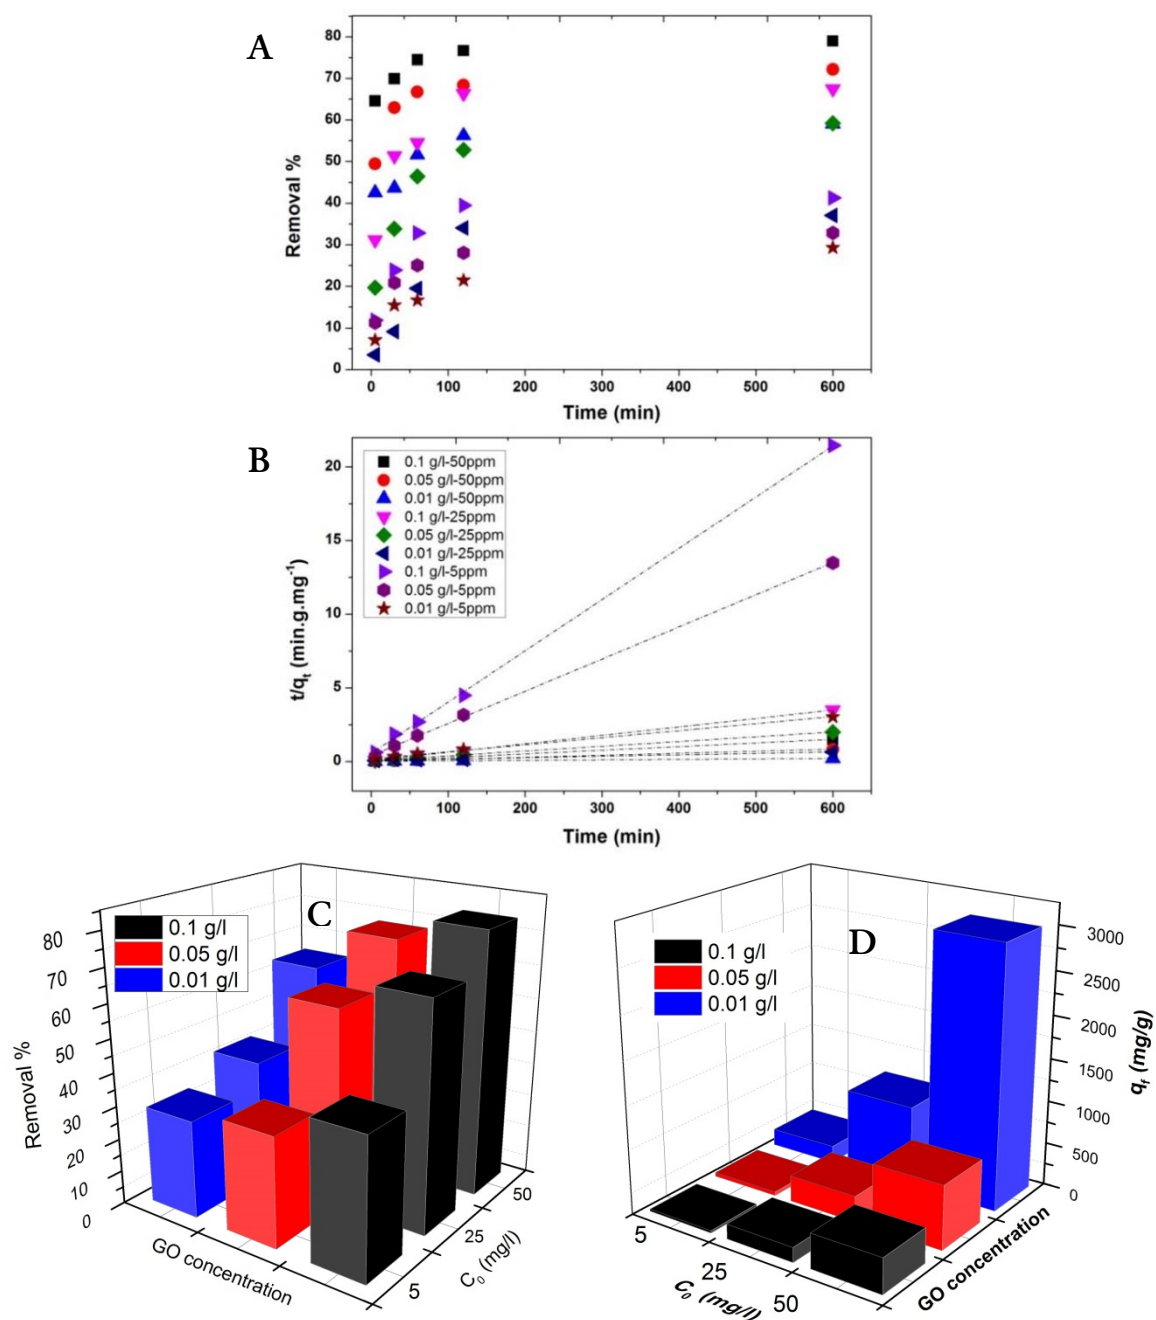 A
80
70
60
50
40
30
20
10
0
Removal %
0 100 200 300 400 500 600
Time (min)
B
20
15
10
5
0
t/qt (min.g.mg-1)
0.1 g/l-50ppm
0.05 g/l-50ppm
0.01 g/l-50ppm
0.1 g/l-25ppm
0.05 g/l-25ppm
0.01 g/l-25ppm
0.1 g/l-5ppm
0.05 g/l-5ppm
0.01 g/l-5ppm
0 100 200 300 400 500 600
Time (min)
C
0.1 g/l
0.05 g/l
0.01 g/l
80
70
60
50
40
30
20
10
0
Removal %
GO concentration
5
25
50
C0 (mg/l)
D
0.1 g/l
0.05 g/l
0.01 g/l
3000
2500
2000
1500
1000
500
0
qf (mg/g)
5
25
50
C0 (mg/l)
GO concentration